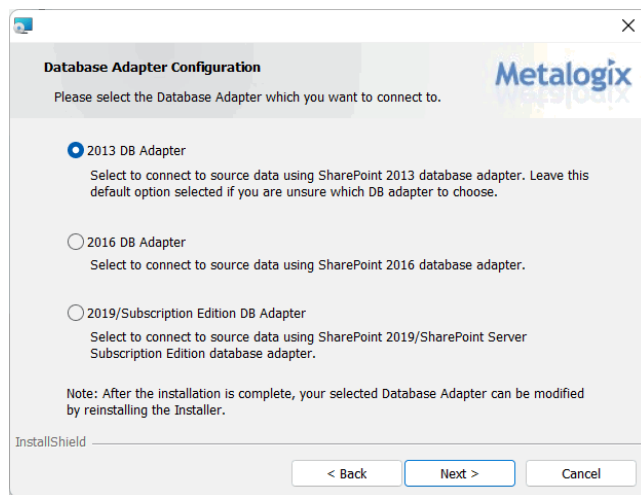 Database Adapter Configuration
Metalogix
Please select the Database Adapter which you want to connect to.
2013 DB Adapter
Select to connect to source data using SharePoint 2013 database adapter. Leave this
default option selected if you are unsure which DB adapter to choose.
2016 DB Adapter
Select to connect to source data using SharePoint 2016 database adapter.
2019/Subscription Edition DB Adapter
Select to connect to source data using SharePoint 2019/SharePoint Server
Subscription Edition database adapter.
Note: After the installation is complete, your selected Database Adapter can be modified
by reinstalling the Installer.
InstallShield
< Back
Next >
Cancel